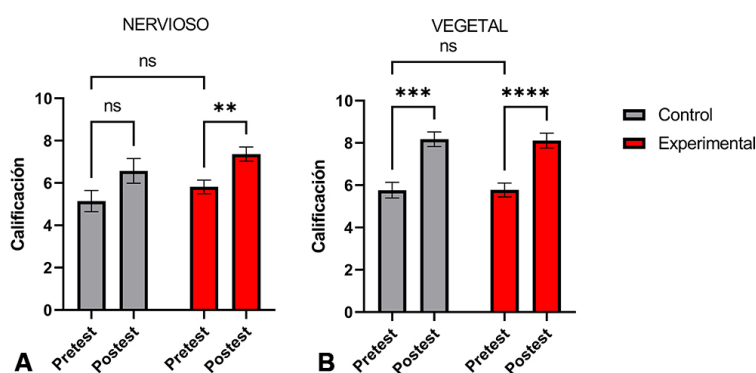 NERVIOSO
ns
ns
**
Calificación
10
8
6
4
2
0
Pretest
Postest
Pretest
Postest
A
VEGETAL
ns
***
****
Calificación
10
8
6
4
2
0
Pretest
Postest
Pretest
Postest
B
Control
Experimental